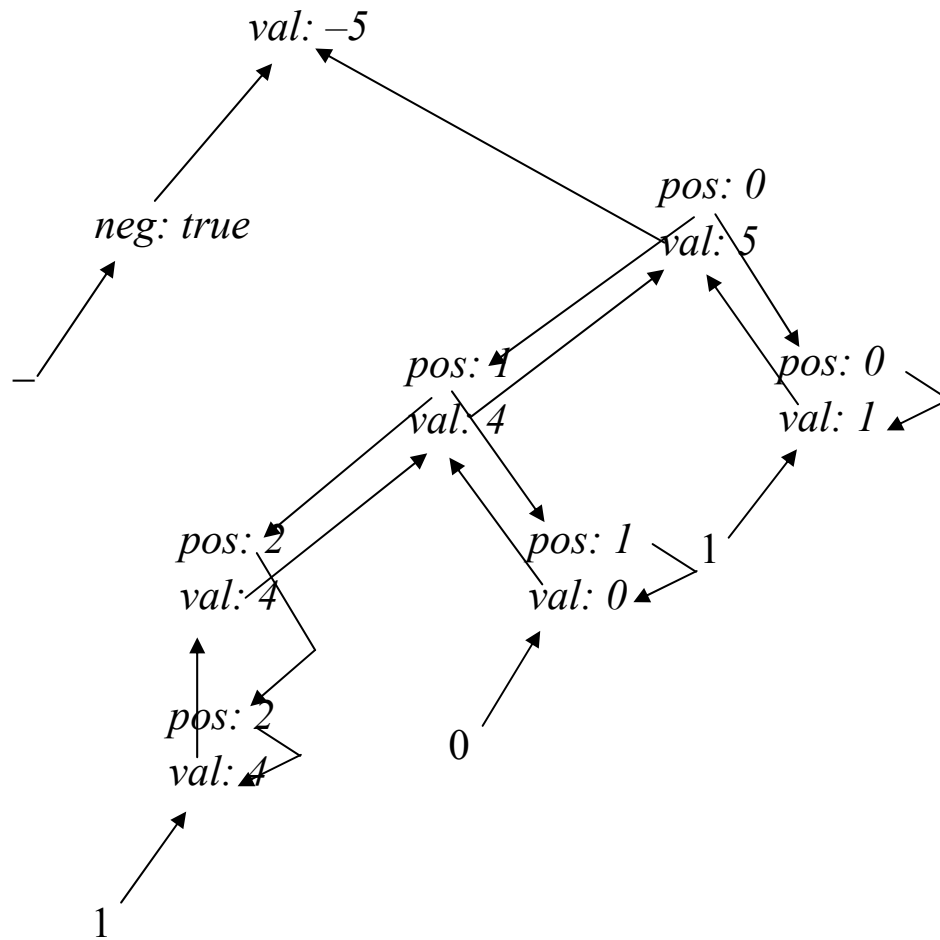 val: –5
pos: 0
neg: true
val: 5
pos: 1
pos: 0
–
val: 4
val: 1
pos: 2
pos: 1
1
val: 4
val: 0
pos: 2
0
val: 4
1